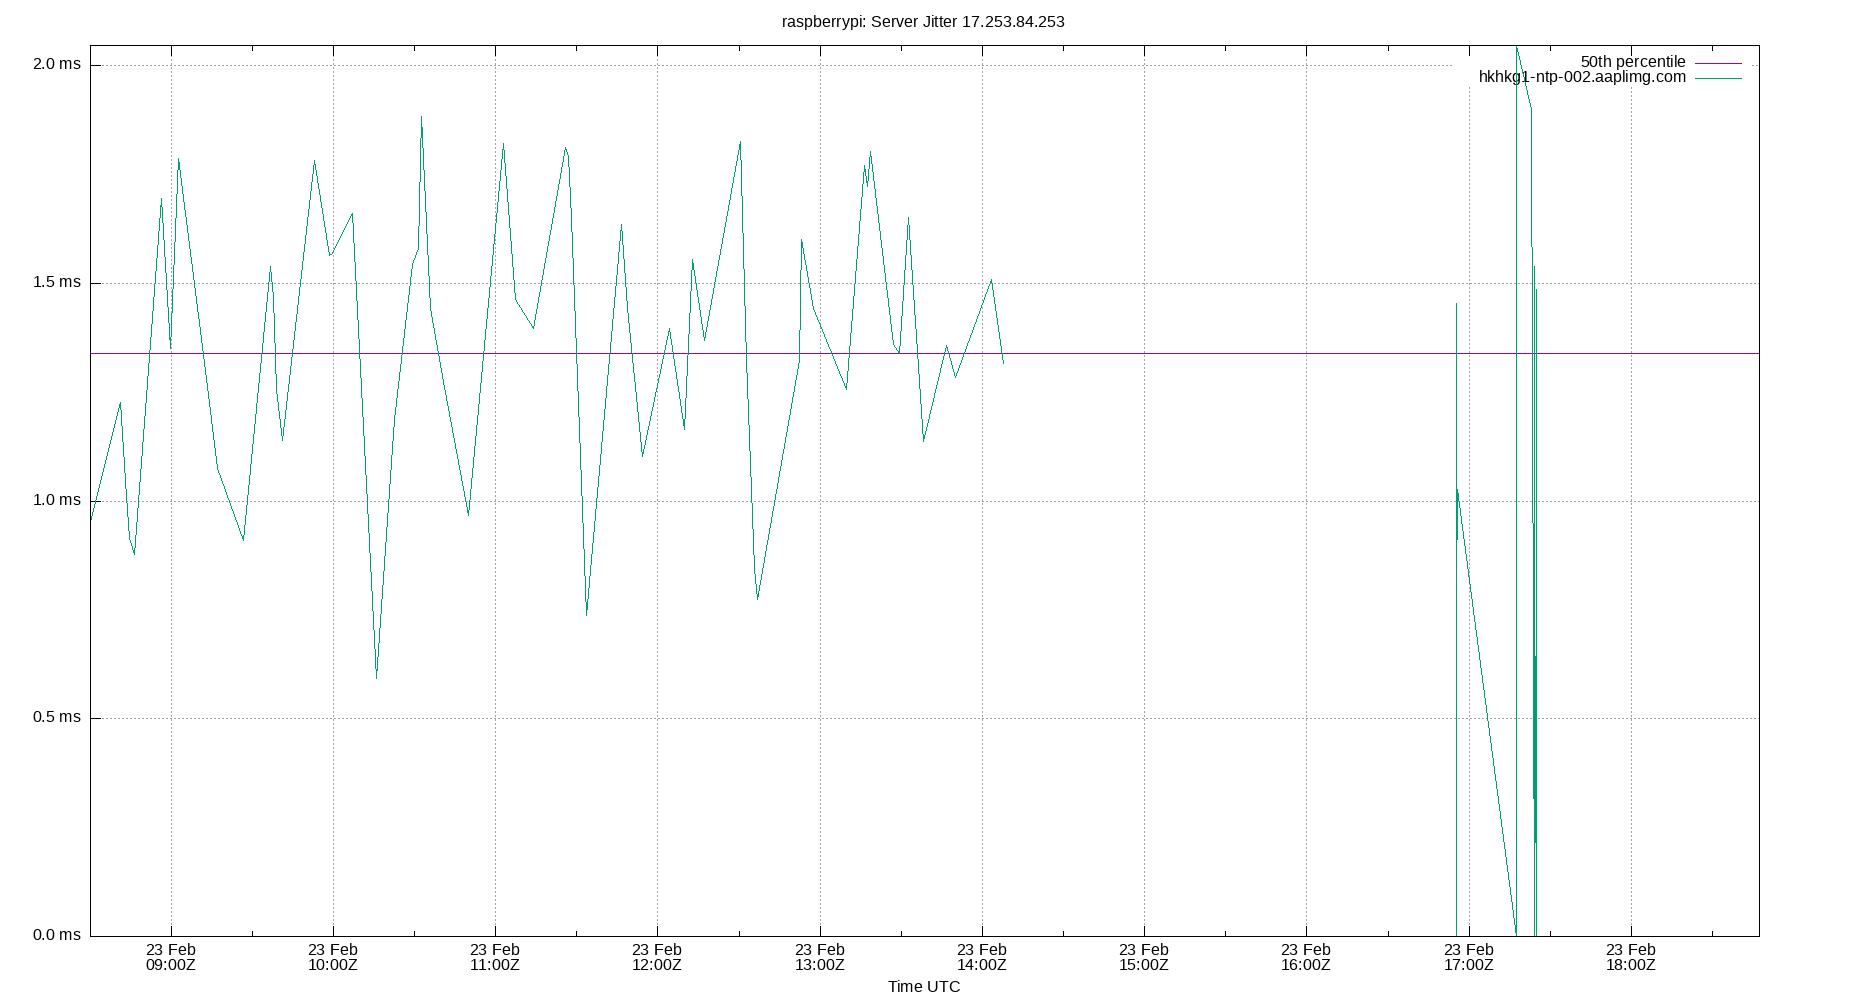 raspberrypi: Server Jitter 17.253.84.253
2.0 ms
1.5 ms
1.0 ms
0.5 ms
0.0 ms
50th percentile
hkhkg1-ntp-002.aaplimg.com
23 Feb 23 Feb 23 Feb 23 Feb 23 Feb 23 Feb 23 Feb 23 Feb 23 Feb 23 Feb
09:00Z 10:00Z 11:00Z 12:00Z 13:00Z 14:00Z 15:00Z 16:00Z 17:00Z 18:00Z
Time UTC